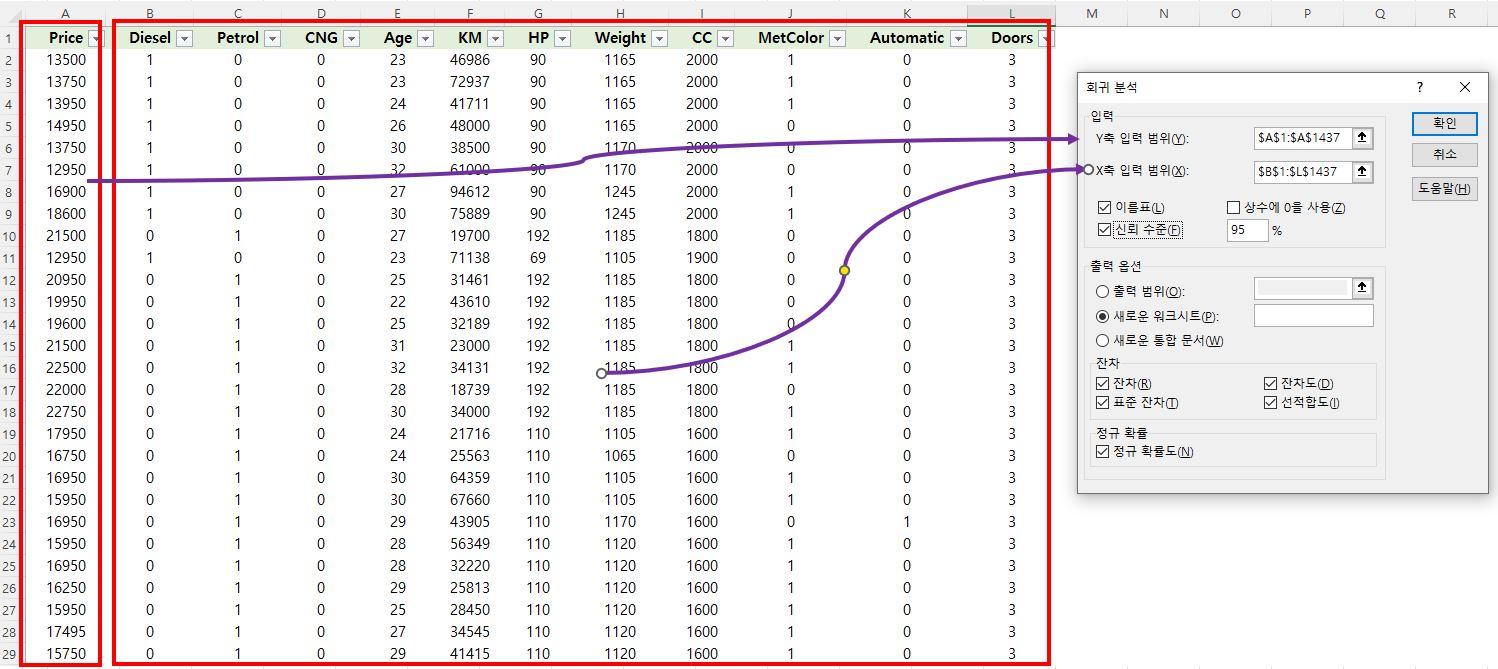 A B C D E F G H I J K L M N O P Q R
1 Price Diesel Petrol CNG Age KM HP Weight CC MetColor Automatic Doors
2 13500 1 0 0 23 46986 90 1165 2000 1 0 3
3 13750 1 0 0 23 72937 90 1165 2000 1 0 3
4 13950 1 0 0 24 41711 90 1165 2000 1 0 3
5 14950 1 0 0 26 48000 90 1165 2000 0 0 3
6 13750 1 0 0 30 38500 90 1170 2000 0 0 3
7 12950 1 0 0 32 61000 90 1170 2000 0 0 3
8 16900 1 0 0 27 94612 90 1245 2000 1 0 3
9 18600 1 0 0 30 75889 90 1245 2000 1 0 3
10 21500 0 1 0 27 19700 192 1185 1800 0 0 3
11 12950 1 0 0 23 71138 69 1105 1900 0 0 3
12 20950 0 1 0 25 31461 192 1185 1800 0 0 3
13 19950 0 1 0 22 43610 192 1185 1800 0 0 3
14 19600 0 1 0 25 32189 192 1185 1800 0 0 3
15 21500 0 1 0 31 23000 192 1185 1800 1 0 3
16 22500 0 1 0 32 34131 192 1185 1800 1 0 3
17 22000 0 1 0 28 18739 192 1185 1800 0 0 3
18 22750 0 1 0 30 34000 192 1185 1800 1 0 3
19 17950 0 1 0 24 21716 110 1105 1600 1 0 3
20 16750 0 1 0 24 25563 110 1065 1600 0 0 3
21 16950 0 1 0 30 64359 110 1105 1600 1 0 3
22 15950 0 1 0 30 67660 110 1105 1600 1 0 3
23 16950 0 1 0 29 43905 110 1170 1600 0 1 3
24 15950 0 1 0 28 56349 110 1120 1600 1 0 3
25 16950 0 1 0 28 32220 110 1120 1600 1 0 3
26 16250 0 1 0 29 25813 110 1120 1600 1 0 3
27 15950 0 1 0 25 28450 110 1120 1600 1 0 3
28 17495 0 1 0 27 34545 110 1120 1600 1 0 3
29 15750 0 1 0 29 41415 110 1120 1600 1 0 3
회귀 분석 ?
입력
Y축 입력 범위(Y): $A$1:$A$1437
X축 입력 범위(X): $B$1:$L$1437
이름표(L) 상수에 0을 사용(Z)
신뢰 수준(F) 95 %
확인
취소
도움말(H)
출력 옵션
출력 범위(O):
새로운 워크시트(P):
새로운 통합 문서(W)
잔차
잔차(R) 잔차도(D)
표준 잔차(T) 선적합도(I)
정규 확률
정규 확률도(N)